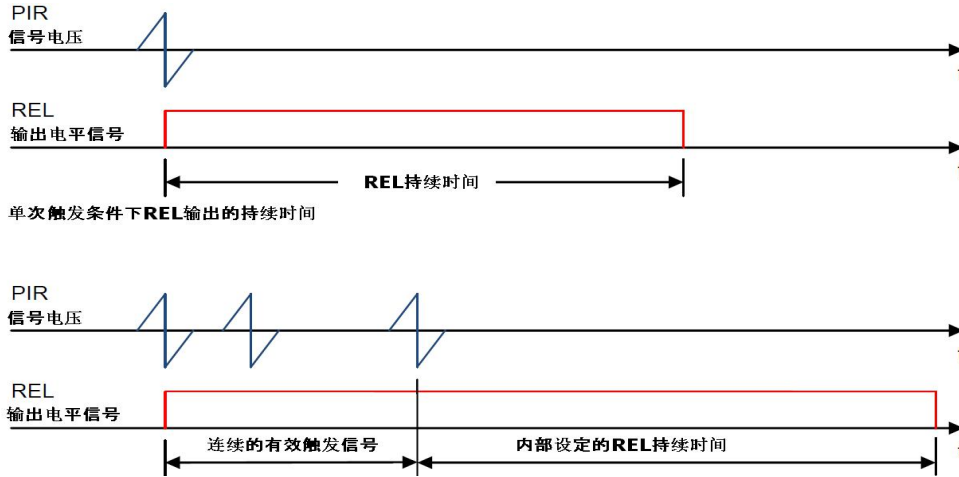 PIR
信号电压
REL
输出电平信号
REL持续时间
单次触发条件下REL输出的持续时间
PIR
信号电压
REL
输出电平信号
连续的有效触发信号
内部设定的REL持续时间